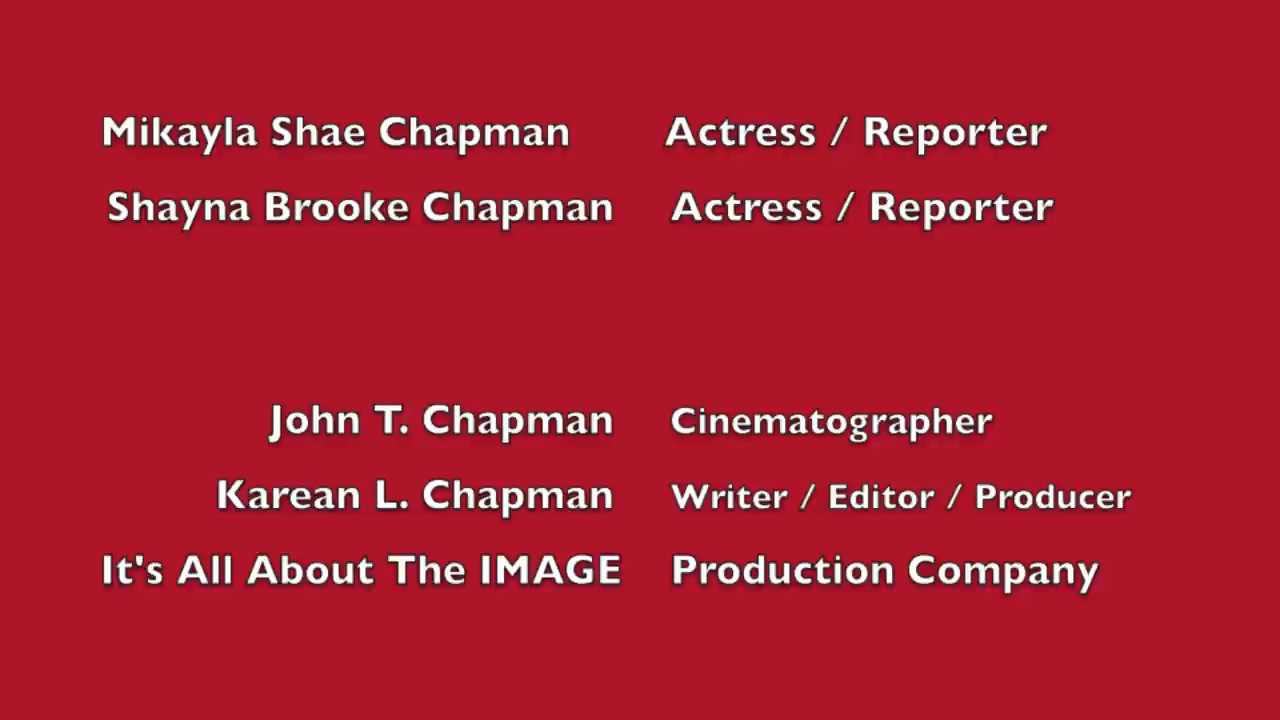 Mikayla Shae Chapman Actress / Reporter
Shayna Brooke Chapman Actress / Reporter
John T. Chapman Cinematographer
Karean L. Chapman Writer / Editor / Producer
It's All About The IMAGE Production Company